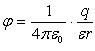 φ = 1/(4πε₀) · q/(εr)